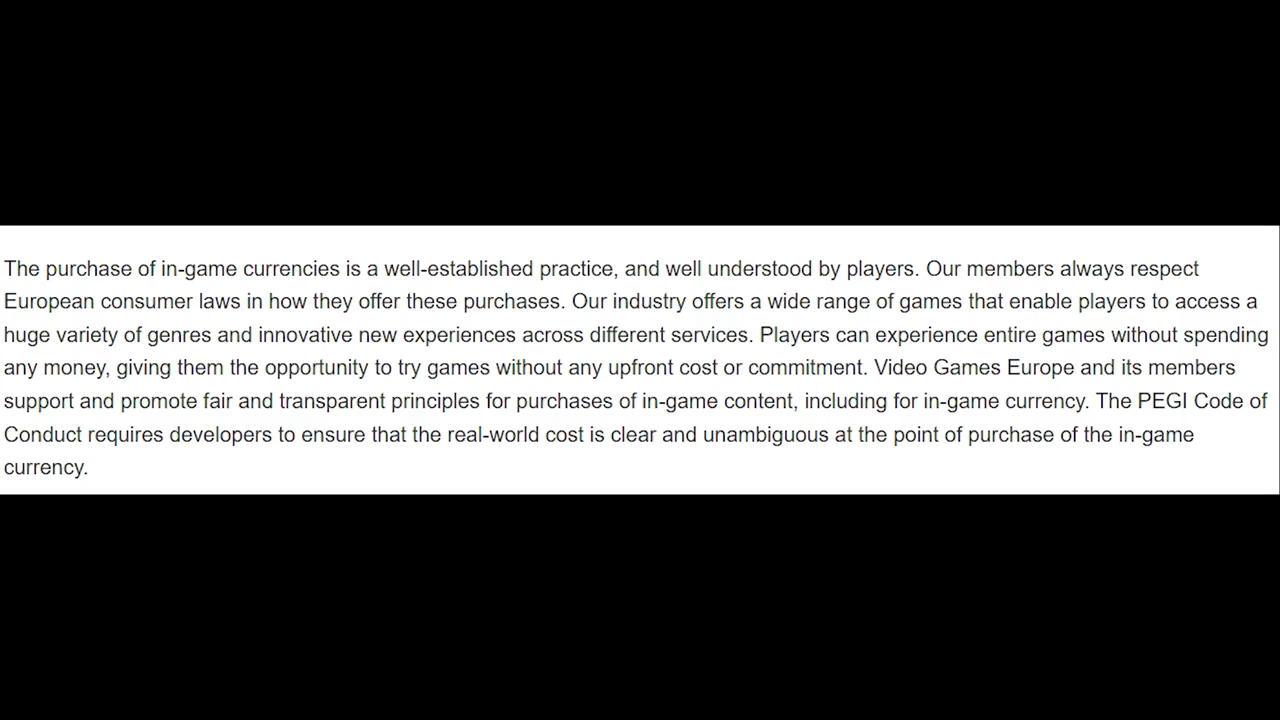 The purchase of in-game currencies is a well-established practice, and well understood by players. Our members always respect
European consumer laws in how they offer these purchases. Our industry offers a wide range of games that enable players to access a
huge variety of genres and innovative new experiences across different services. Players can experience entire games without spending
any money, giving them the opportunity to try games without any upfront cost or commitment. Video Games Europe and its members
support and promote fair and transparent principles for purchases of in-game content, including for in-game currency. The PEGI Code of
Conduct requires developers to ensure that the real-world cost is clear and unambiguous at the point of purchase of the in-game
currency.